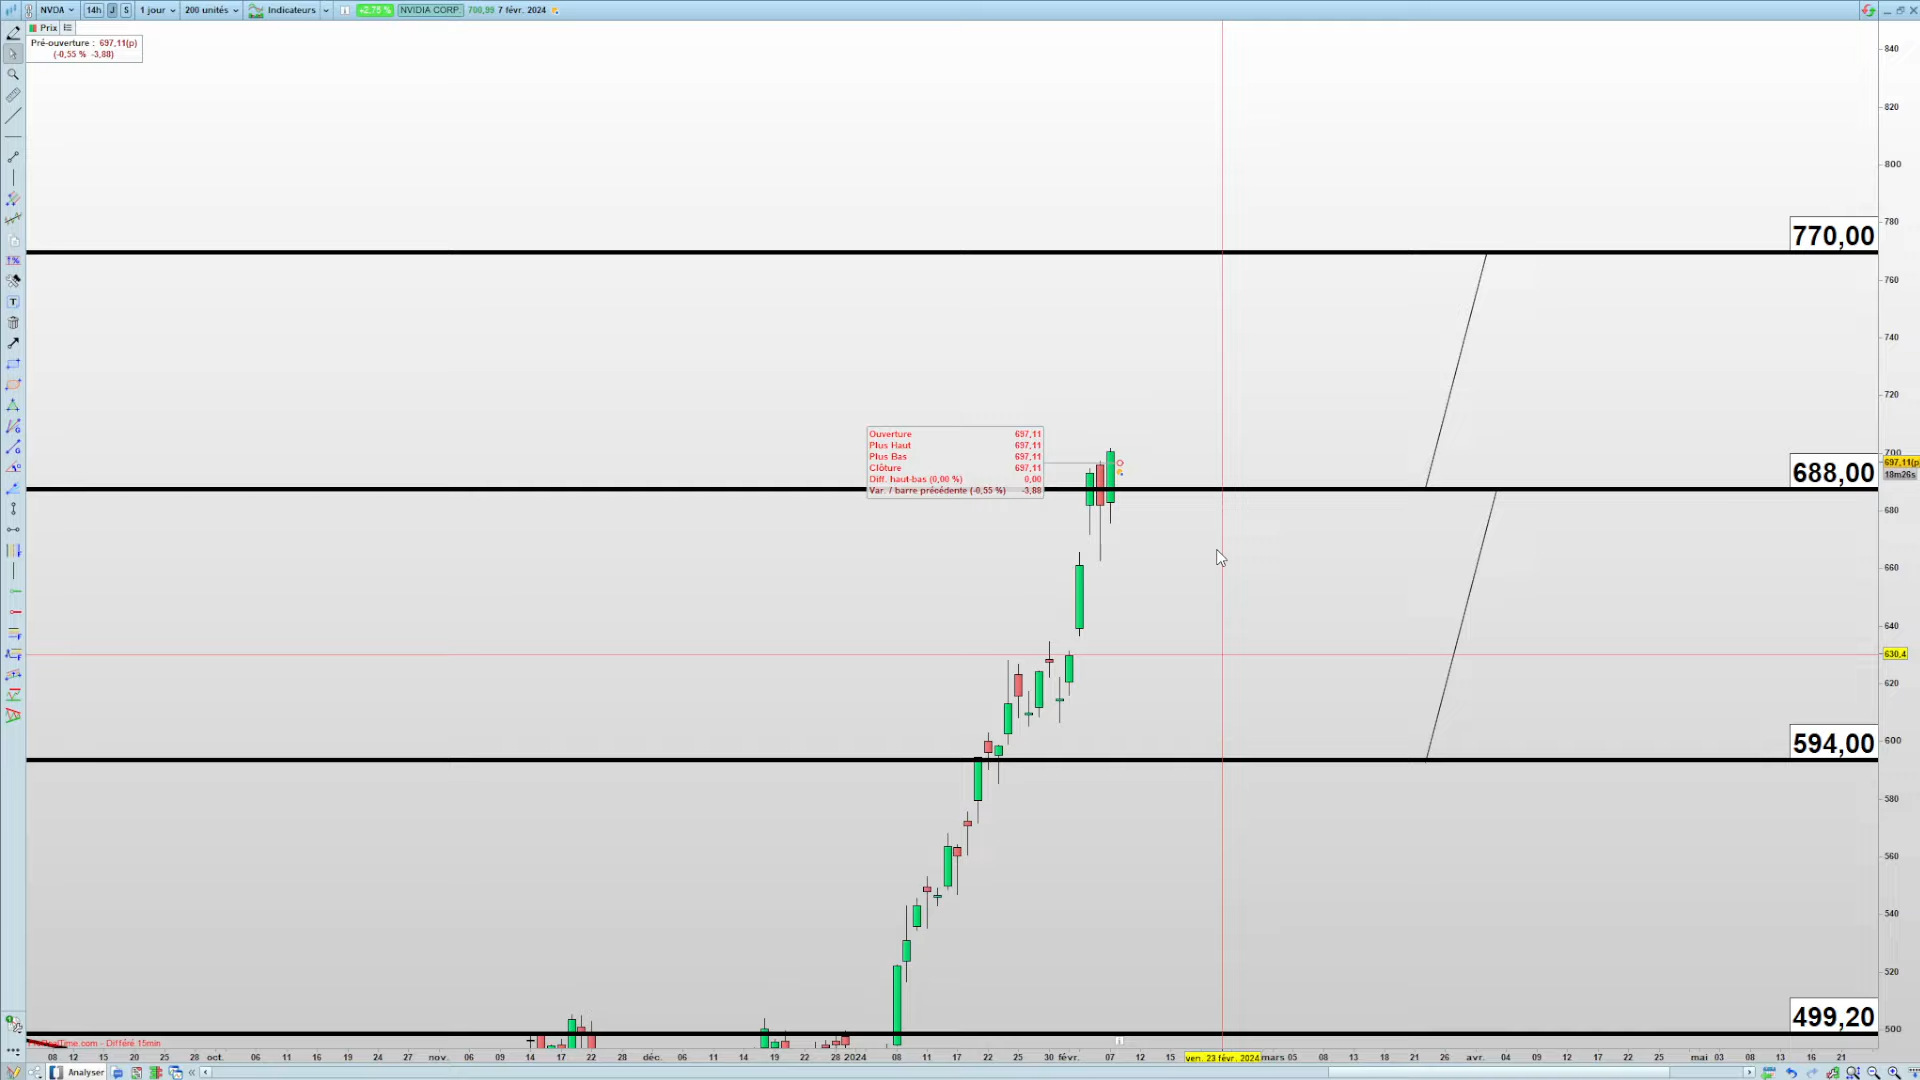 NVDA 14h J S 1 jour 200 unités Indicateurs +2,75 % NVIDIA CORP. 700,99 7 févr. 2024
Prix
Pré-ouverture : 697,11(p)
(-0,55 % -3,88)
840
820
800
780
770,00
760
740
720
700
697,11(p)
18m26s
Ouverture 697,11
Plus Haut 697,11
Plus Bas 697,11
Clôture 697,11
Diff. haut-bas (0,00 %) 0,00
Var. / barre précédente (-0,55 %) -3,88
688,00
680
660
640
630,4
620
600
594,00
580
560
540
520
499,20
500
ProRealTime.com - Différé 15min
08 12 15 20 25 28 oct. 06 11 16 19 24 27 nov. 06 09 14 17 22 28 déc. 06 11 14 19 22 28 2024 08 11 17 22 25 30 févr. 07 12 15 ven. 23 févr. 2024 mars 05 08 13 18 21 26 avr. 04 09 12 17 22 25 mai 03 08 13 16 21
Analyser